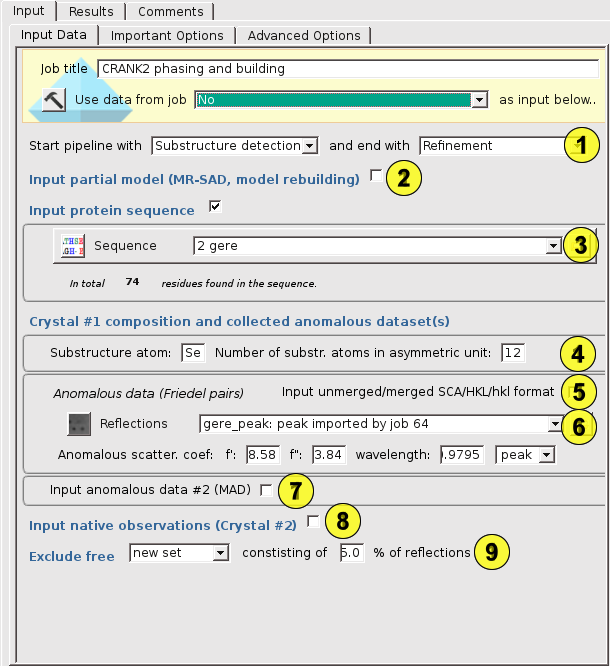 Input Results Comments
Input Data Important Options Advanced Options
Job title CRANK2 phasing and building
Use data from job No as input below..
Start pipeline with Substructure detection and end with Refinement 1
Input partial model (MR-SAD, model rebuilding) 2
Input protein sequence
Sequence 2 gere 3
In total 74 residues found in the sequence.
Crystal #1 composition and collected anomalous dataset(s)
Substructure atom: Se Number of substr. atoms in asymmetric unit: 12 4
Anomalous data (Friedel pairs) Input unmerged/merged SCA/HKL/hkl format 5
Reflections gere_peak: peak imported by job 64 6
Anomalous scatter. coef: f': 8.58 f": 3.84 wavelength: .9795 peak
Input anomalous data #2 (MAD) 7
Input native observations (Crystal #2) 8
Exclude free new set constisting of 5.0 % of reflections 9